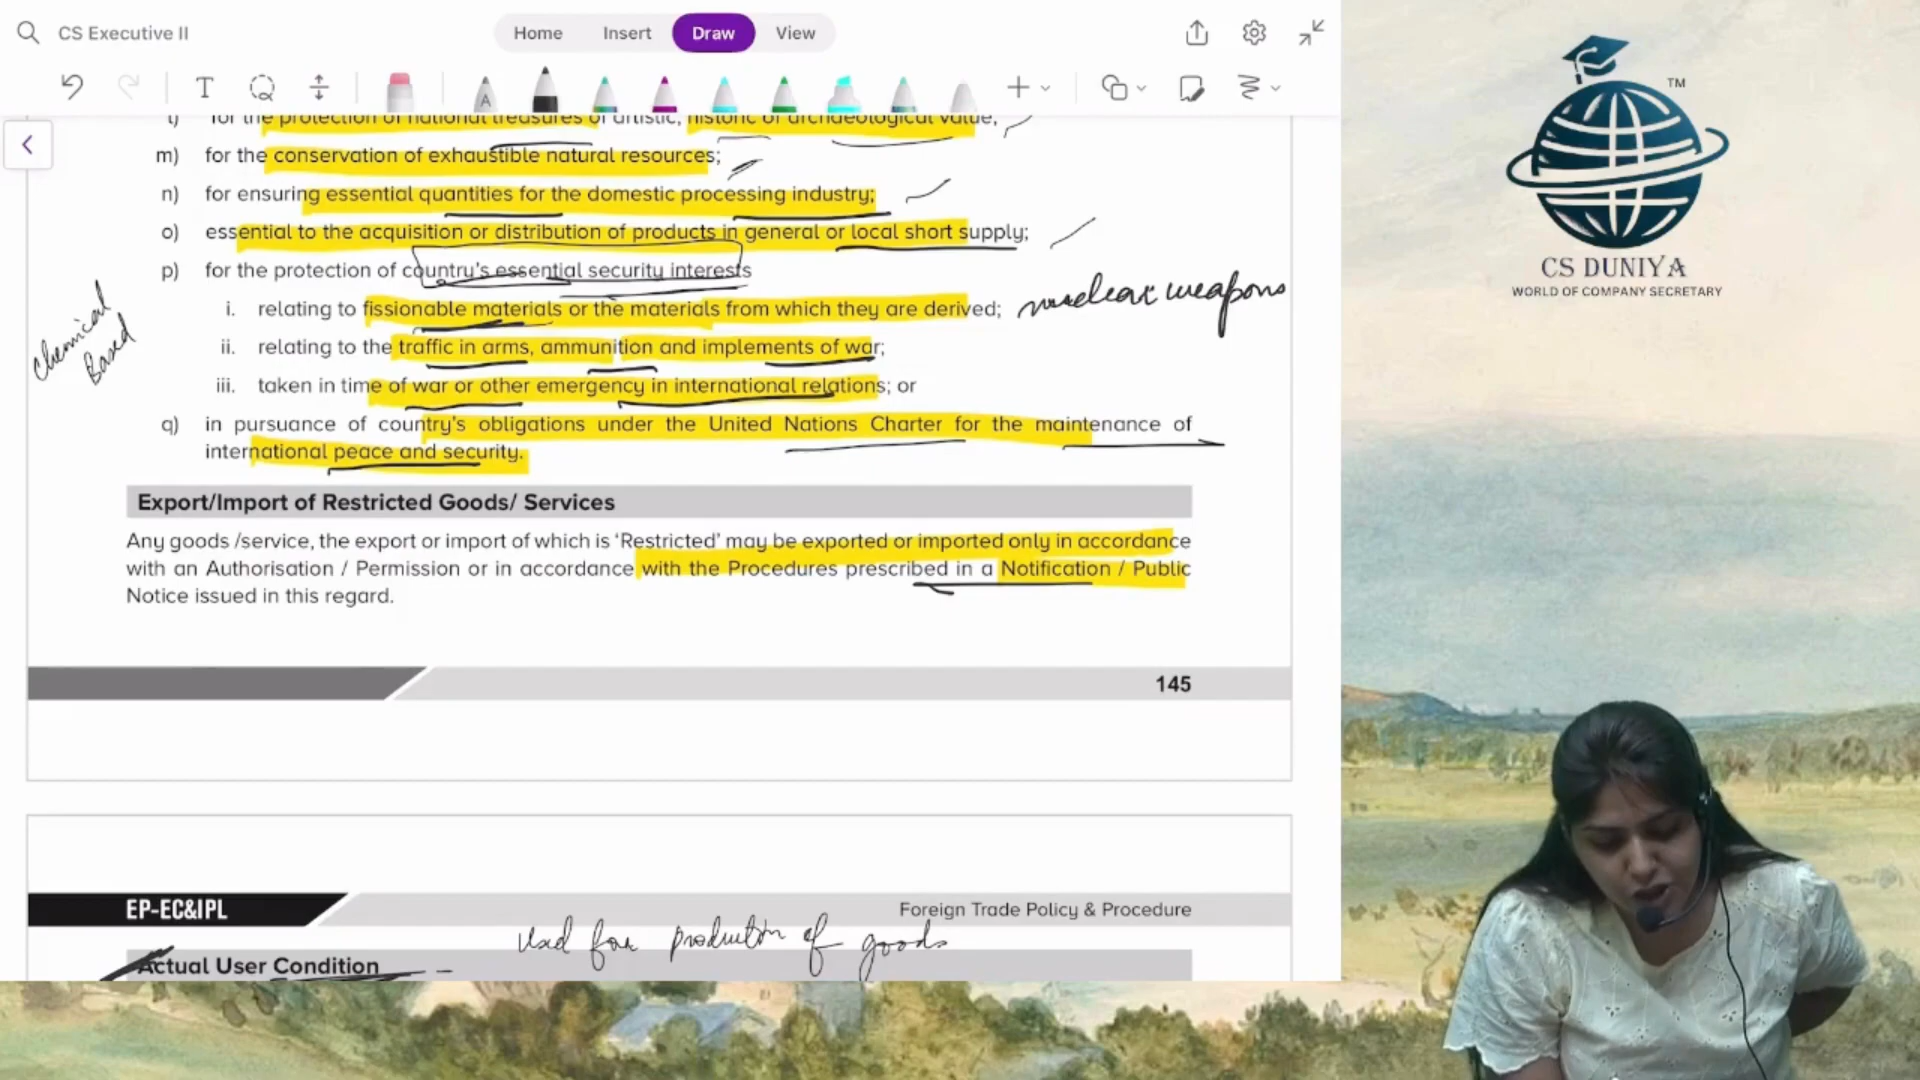 CS Executive II
Home Insert Draw View
T
A
TM
l) for the protection of national treasures of artistic, historic or archaeological value;
m) for the conservation of exhaustible natural resources;
n) for ensuring essential quantities for the domestic processing industry;
o) essential to the acquisition or distribution of products in general or local short supply;
p) for the protection of country's essential security interests
i. relating to fissionable materials or the materials from which they are derived;
nuclear weapons
Chemical
Based
ii. relating to the traffic in arms, ammunition and implements of war;
iii. taken in time of war or other emergency in international relations; or
q) in pursuance of country's obligations under the United Nations Charter for the maintenance of
international peace and security.
Export/Import of Restricted Goods/ Services
Any goods /service, the export or import of which is 'Restricted' may be exported or imported only in accordance
with an Authorisation / Permission or in accordance with the Procedures prescribed in a Notification / Public
Notice issued in this regard.
145
EP-EC&IPL
Foreign Trade Policy & Procedure
used for production of goods
Actual User Condition
CS DUNIYA
WORLD OF COMPANY SECRETARY